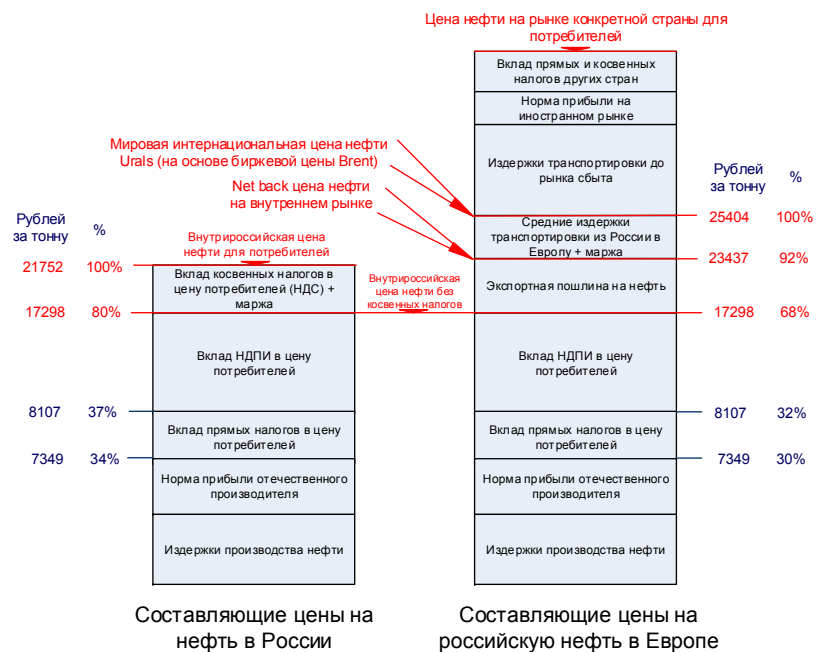 Цена нефти на рынке конкретной страны для
потребителей
Вклад прямых и косвенных
налогов других стран
Норма прибыли на
иностранном рынке
Мировая интернациональная цена нефти
Urals (на основе биржевой цены Brent)
Издержки транспортировки до
рынка сбыта
Рублей
за тонну
%
Net back цена нефти
на внутреннем рынке
25404 100%
Средние издержки
транспортировки из России в
Европу + маржа
23437 92%
Рублей
за тонну
%
Внутрироссийская цена
нефти для потребителей
21752 100%
Вклад косвенных налогов в
цену потребителей (НДС) +
маржа
Внутрироссийская
цена нефти без
косвенных налогов
Экспортная пошлина на нефть
17298 80%
17298 68%
Вклад НДПИ в цену
потребителей
Вклад НДПИ в цену
потребителей
8107 37%
8107 32%
Вклад прямых налогов в цену
потребителей
Вклад прямых налогов в цену
потребителей
7349 34%
7349 30%
Норма прибыли отечественного
производителя
Норма прибыли отечественного
производителя
Издержки производства нефти
Издержки производства нефти
Составляющие цены на
нефть в России
Составляющие цены на
российскую нефть в Европе